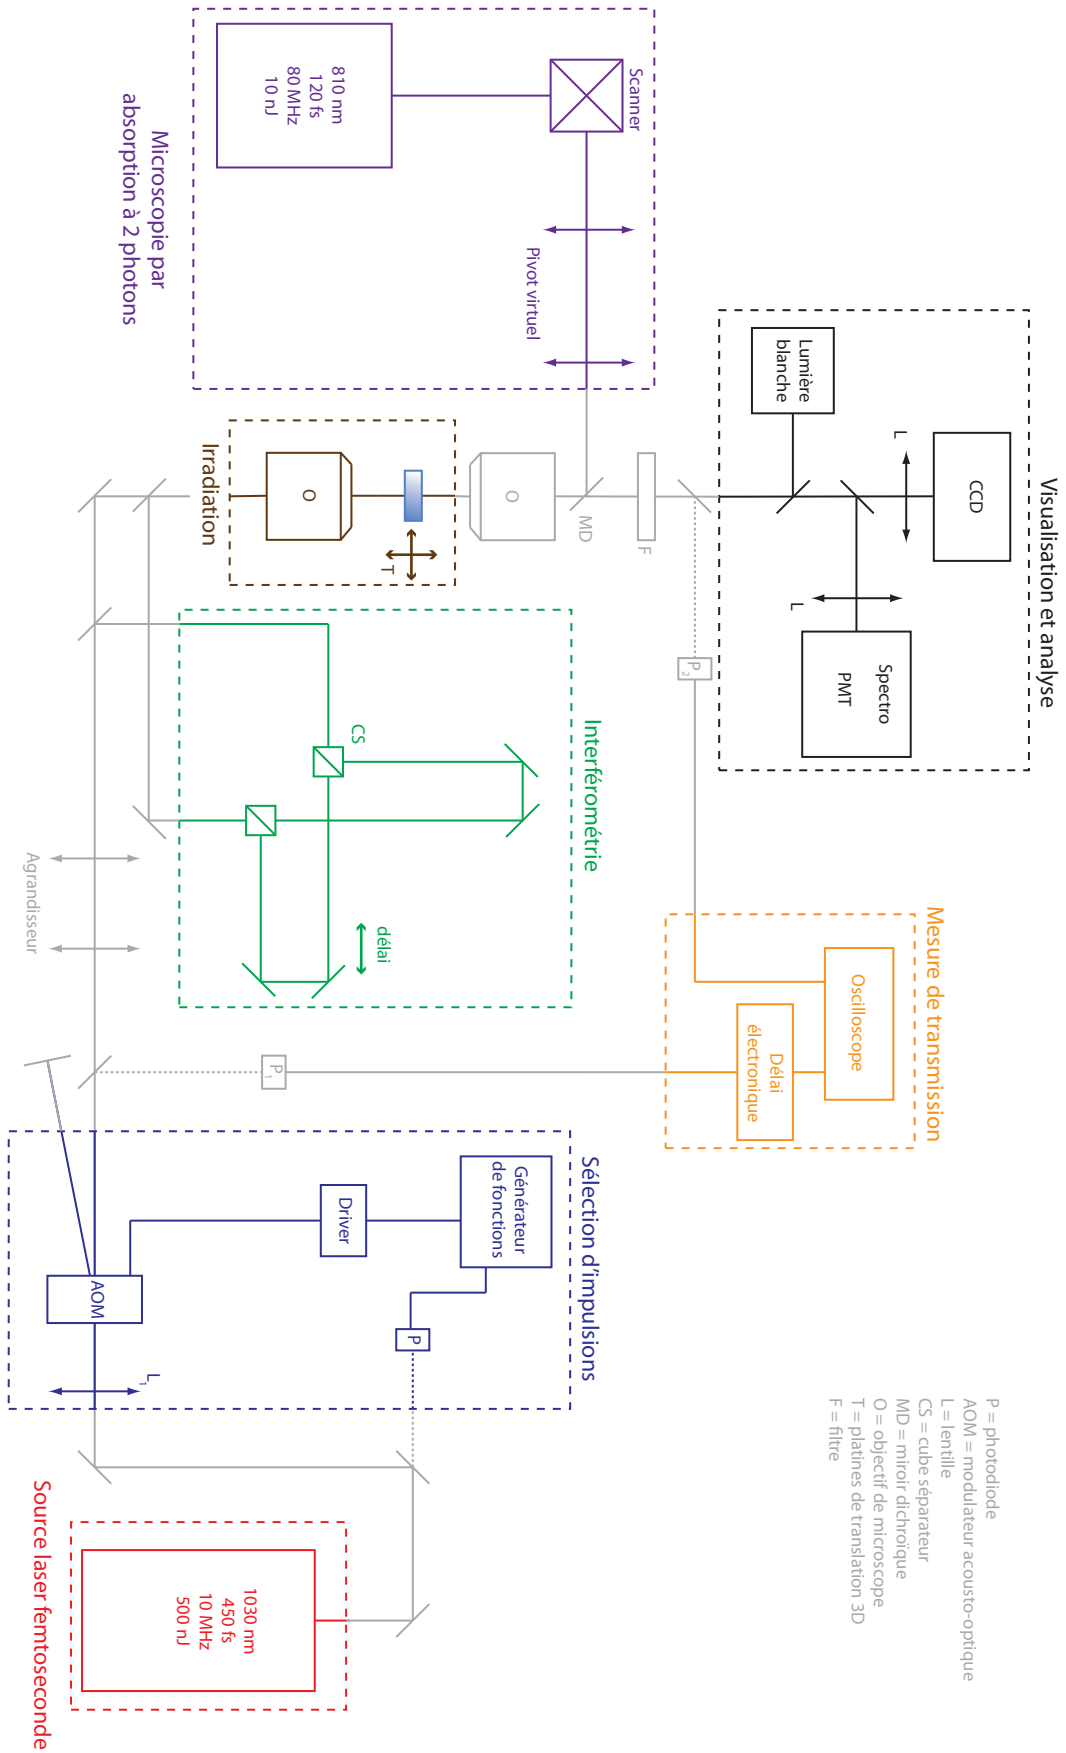 Visualisation et analyse
CCD
L
Lumière
blanche
L
Spectro
PMT
Mesure de transmission
Oscilloscope
Délai
électronique
P = photodiode
AOM = modulateur acousto-optique
L = lentille
CS = cube séparateur
MD = miroir dichroïque
O = objectif de microscope
T = platines de translation 3D
F = filtre
Scanner
810 nm
120 fs
80 MHz
10 nJ
Pivot virtuel
Microscopie par
absorption à 2 photons
F
MD
O
P2
Irradiation
O
T
Interférométrie
CS
délai
Agrandisseur
P1
Sélection d'impulsions
Générateur
de fonctions
Driver
P
AOM
L1
1030 nm
450 fs
10 MHz
500 nJ
Source laser femtoseconde